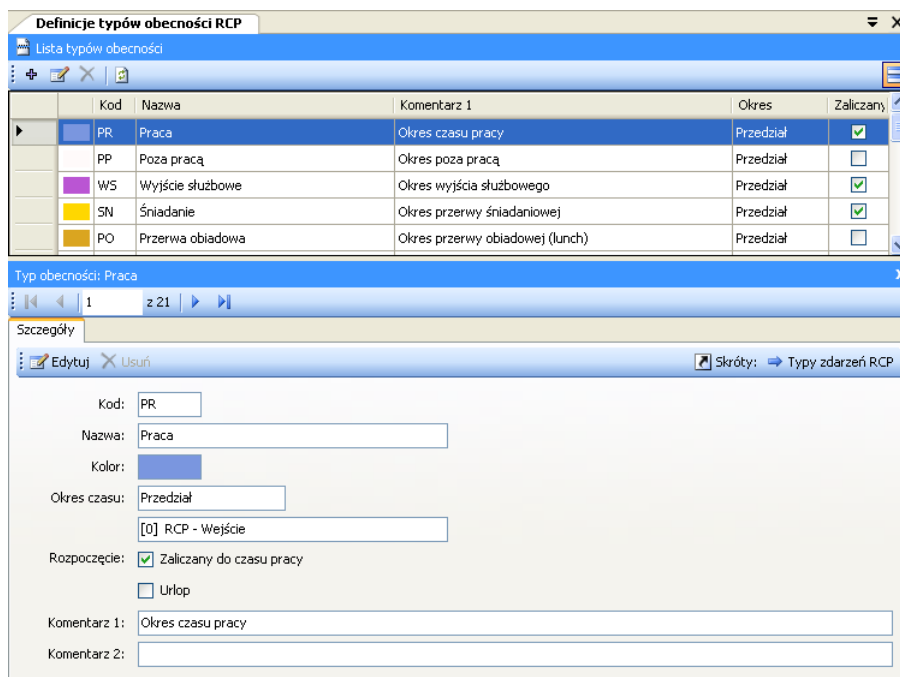 Definicje typów obecności RCP
Lista typów obecności
Kod Nazwa Komentarz 1 Okres Zaliczany
PR Praca Okres czasu pracy Przedział
PP Poza pracą Okres poza pracą Przedział
WS Wyjście służbowe Okres wyjścia służbowego Przedział
SN Śniadanie Okres przerwy śniadaniowej Przedział
PO Przerwa obiadowa Okres przerwy obiadowej (lunch) Przedział
Typ obecności: Praca
1 z 21
Szczegóły
Edytuj Usuń Skróty: Typy zdarzeń RCP
Kod: PR
Nazwa: Praca
Kolor:
Okres czasu: Przedział
[0] RCP - Wejście
Rozpoczęcie: Zaliczany do czasu pracy
Urlop
Komentarz 1: Okres czasu pracy
Komentarz 2: